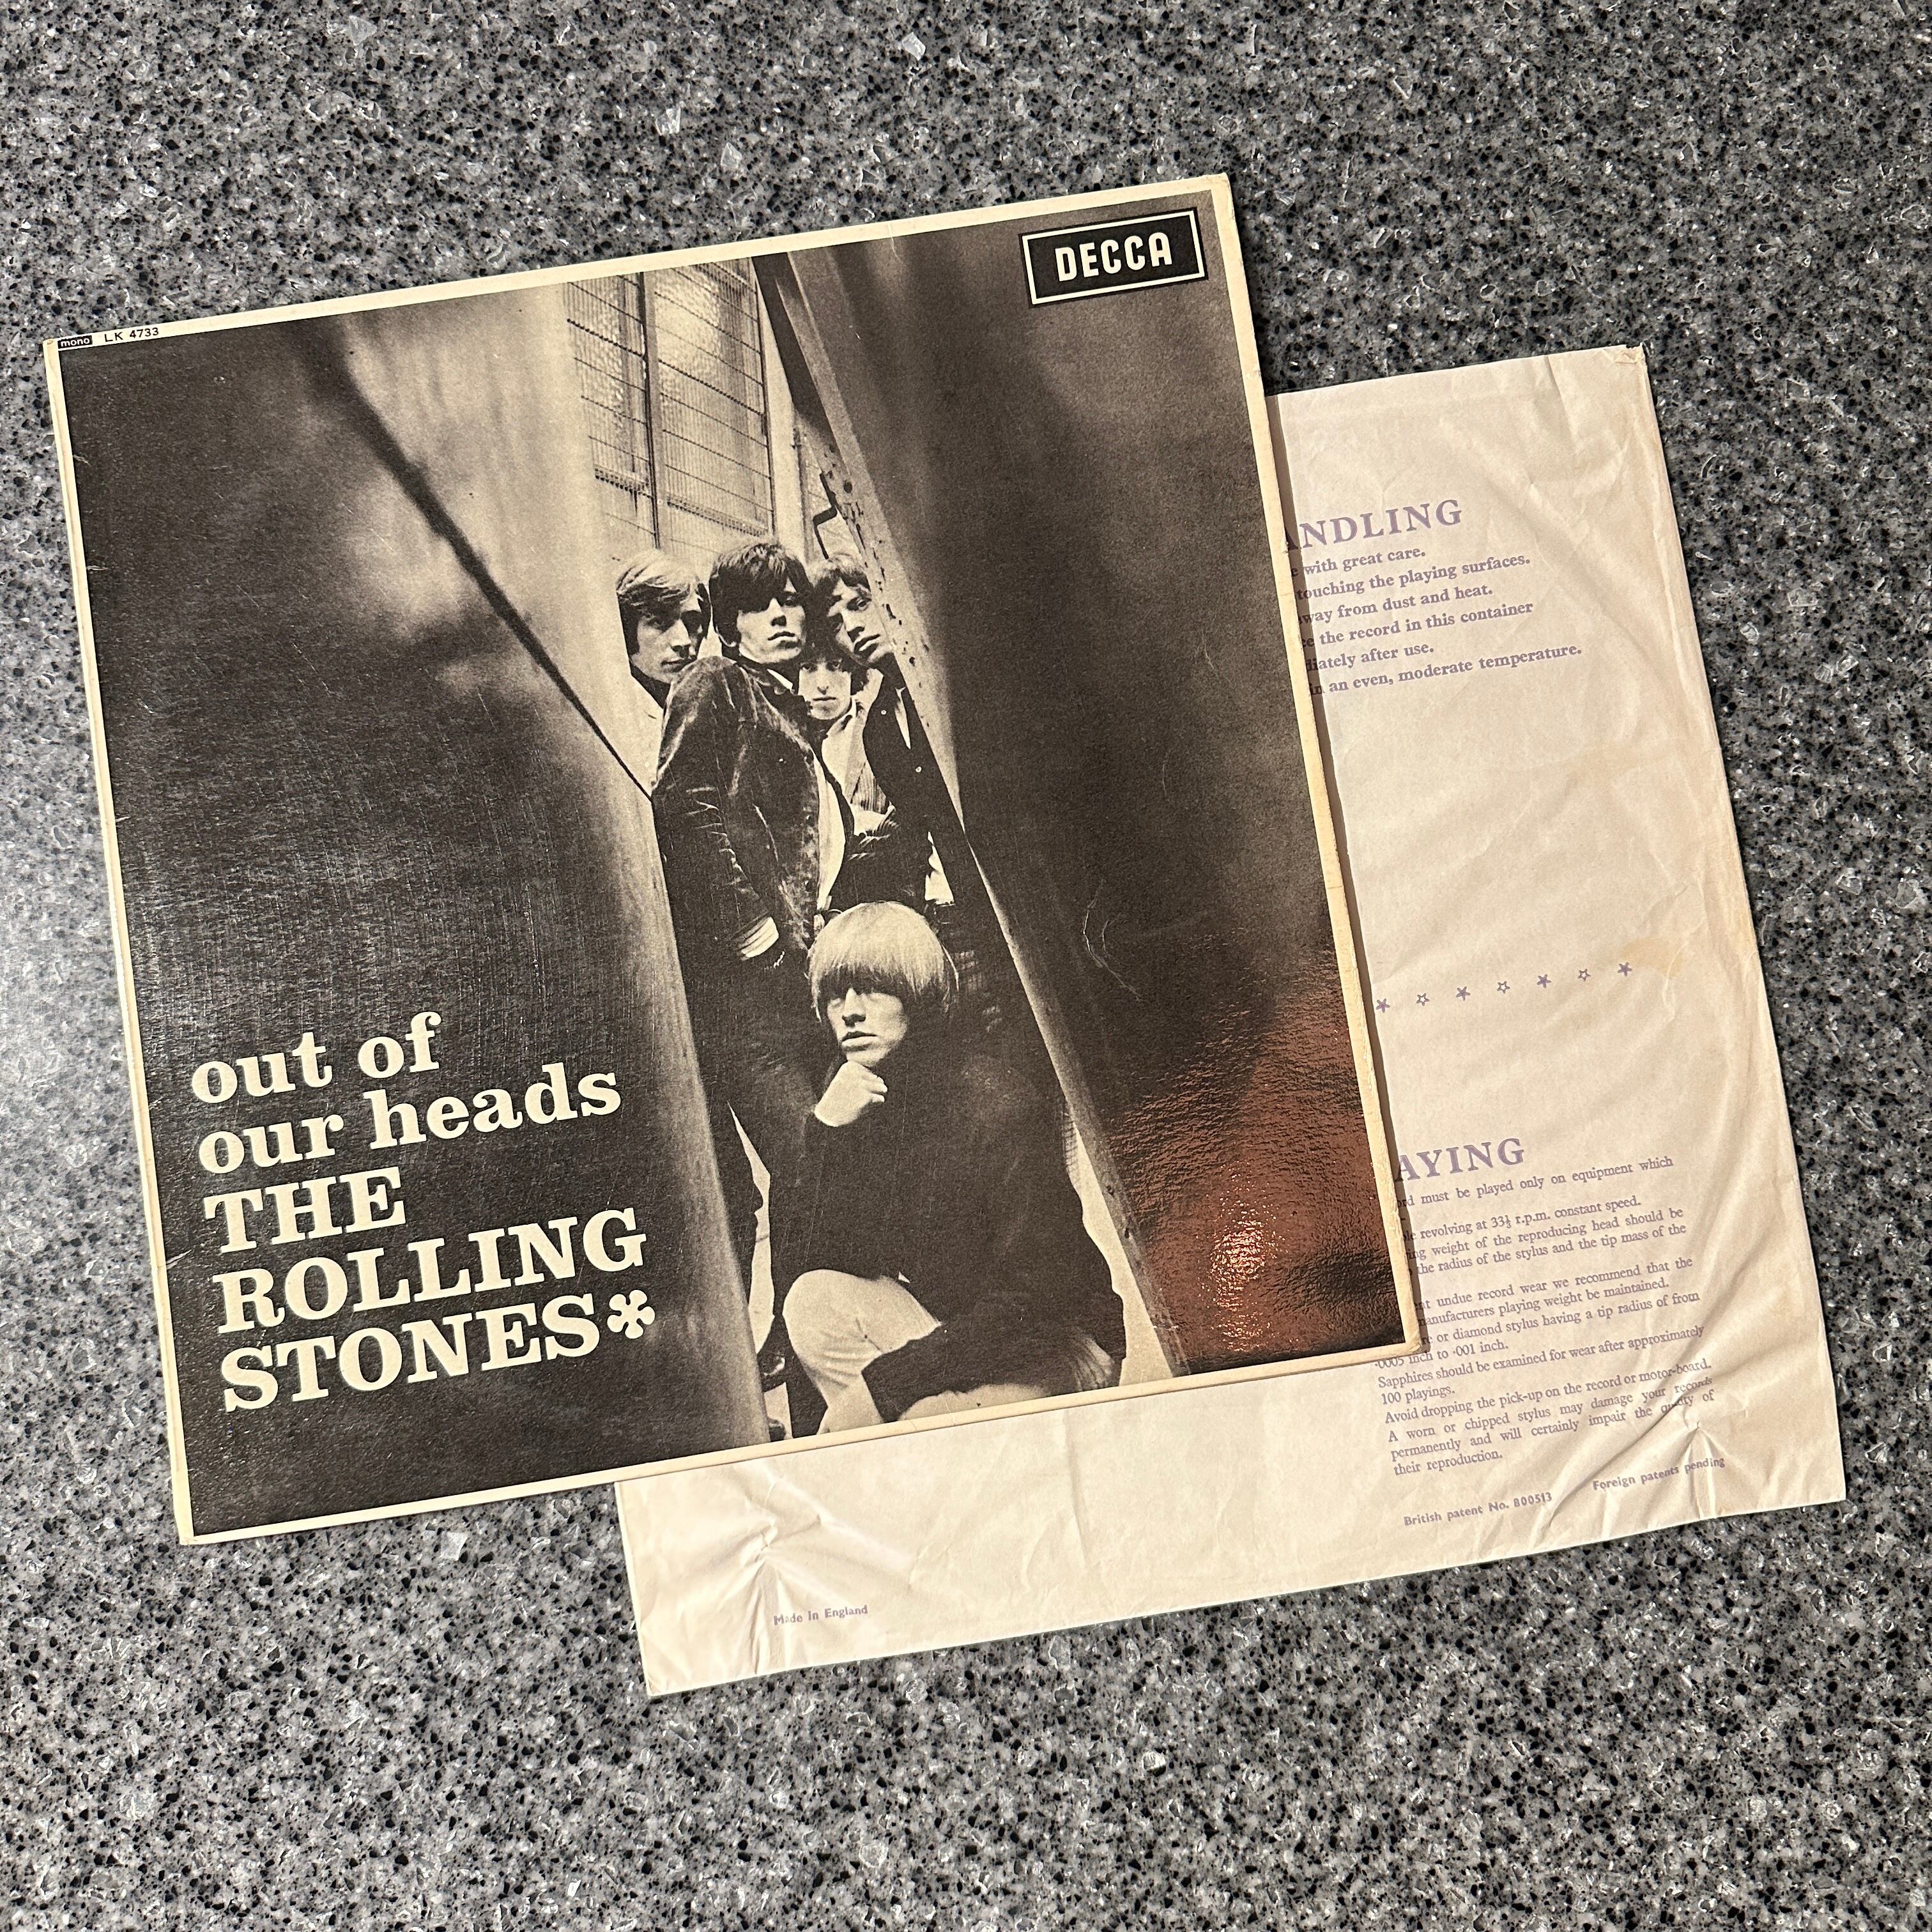 mono LK 4733
DECCA
out of
our heads
THE
ROLLING
STONES*
NDLING
with great care.
touching the playing surfaces.
way from dust and heat.
the record in this container
iately after use.
in an even, moderate temperature.
AYING
must be played only on equipment which
revolving at 33⅓ r.p.m. constant speed.
weight of the reproducing head should be
the radius of the stylus and the tip mass of the
undue record wear we recommend that the
anufacturers playing weight be maintained.
or diamond stylus having a tip radius of from
·0005 inch to ·001 inch.
Sapphires should be examined for wear after approximately
100 playings.
Avoid dropping the pick-up on the record or motor-board.
A worn or chipped stylus may damage your records
permanently and will certainly impair the quality of
their reproduction.
British patent No. 800513 Foreign patents pending
Made in England